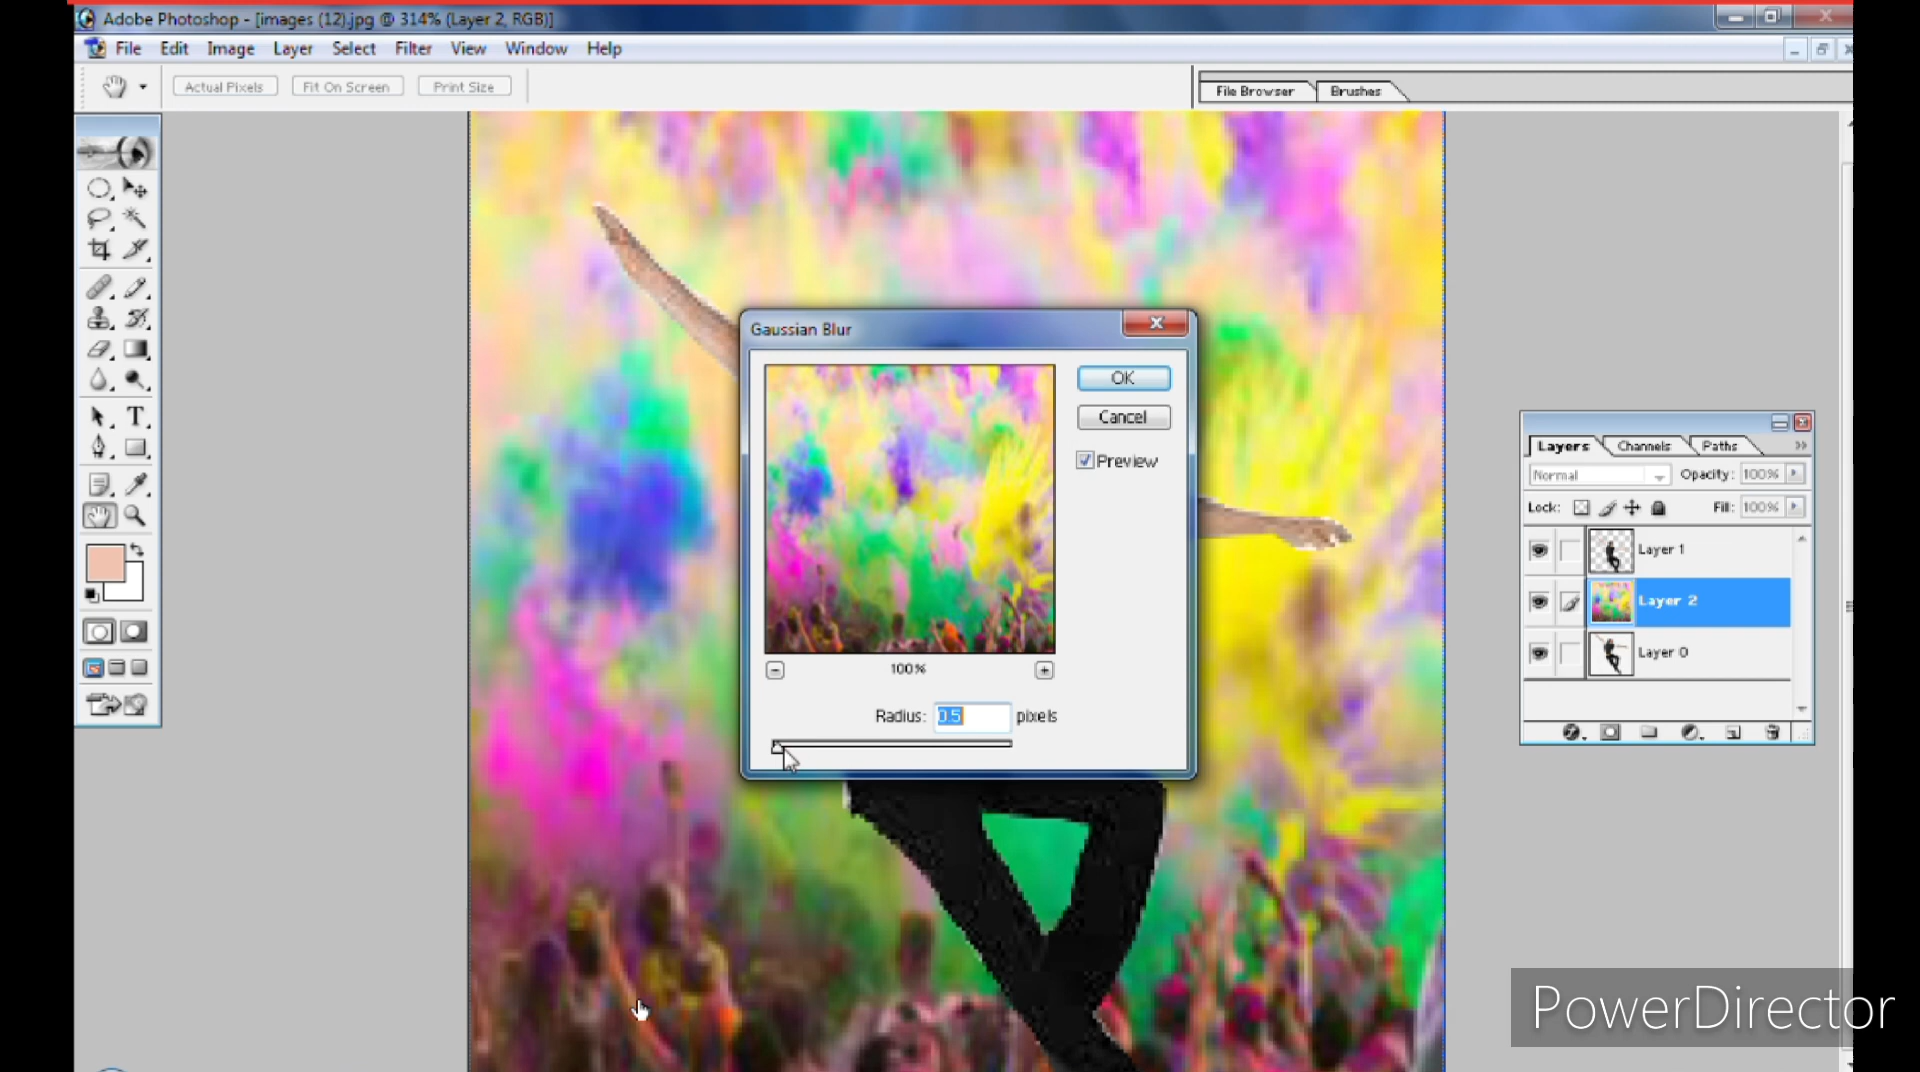 Adobe Photoshop - [images (12).jpg @ 314% (Layer 2, RGB)]
File Edit Image Layer Select Filter View Window Help
Actual Pixels Fit On Screen Print Size
File Browser Brushes
Gaussian Blur
OK
Cancel
Preview
100%
Radius: 0.5 pixels
Layers Channels Paths
Normal Opacity: 100%
Lock: Fill: 100%
Layer 1
Layer 2
Layer 0
PowerDirector